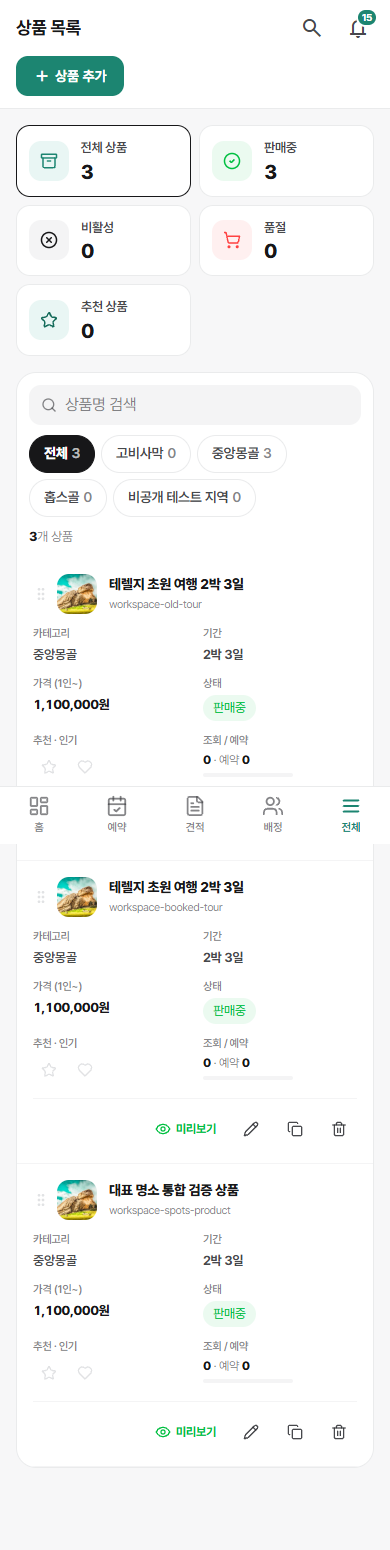 상품 목록
15
상품 추가
전체 상품
3
판매중
3
비활성
0
품절
0
추천 상품
0
상품명 검색
전체 3
고비사막 0
중앙몽골 3
홉스골 0
비공개 테스트 지역 0
3개 상품
테렐지 초원 여행 2박 3일
workspace-old-tour
카테고리
기간
중앙몽골
2박 3일
가격 (1인~)
상태
1,100,000원
판매중
추천 · 인기
조회 / 예약
0 · 예약 0
홈
예약
견적
배정
전체
테렐지 초원 여행 2박 3일
workspace-booked-tour
카테고리
기간
중앙몽골
2박 3일
가격 (1인~)
상태
1,100,000원
판매중
추천 · 인기
조회 / 예약
0 · 예약 0
미리보기
대표 명소 통합 검증 상품
workspace-spots-product
카테고리
기간
중앙몽골
2박 3일
가격 (1인~)
상태
1,100,000원
판매중
추천 · 인기
조회 / 예약
0 · 예약 0
미리보기